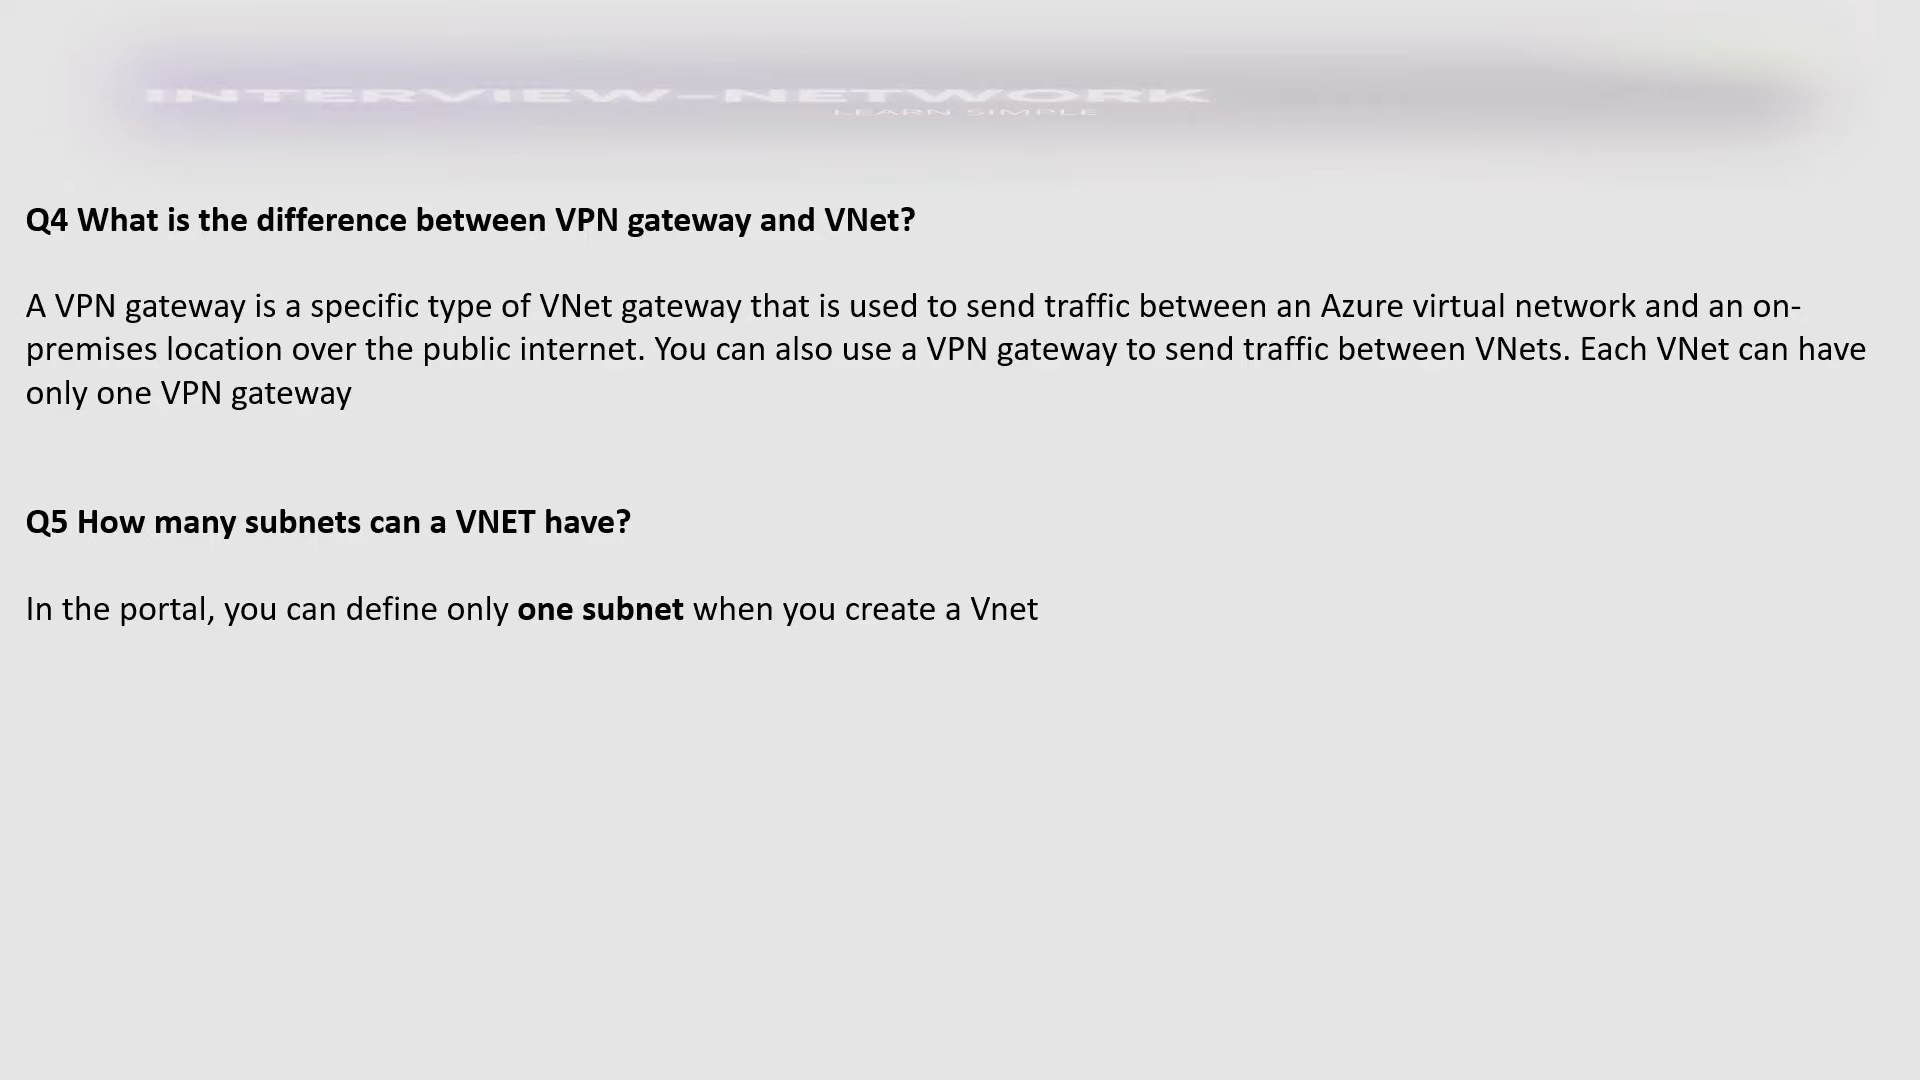 INTERVIEW-NETWORK
LEARN SIMPLE
Q4 What is the difference between VPN gateway and VNet?
A VPN gateway is a specific type of VNet gateway that is used to send traffic between an Azure virtual network and an on-
premises location over the public internet. You can also use a VPN gateway to send traffic between VNets. Each VNet can have
only one VPN gateway
Q5 How many subnets can a VNET have?
In the portal, you can define only one subnet when you create a Vnet